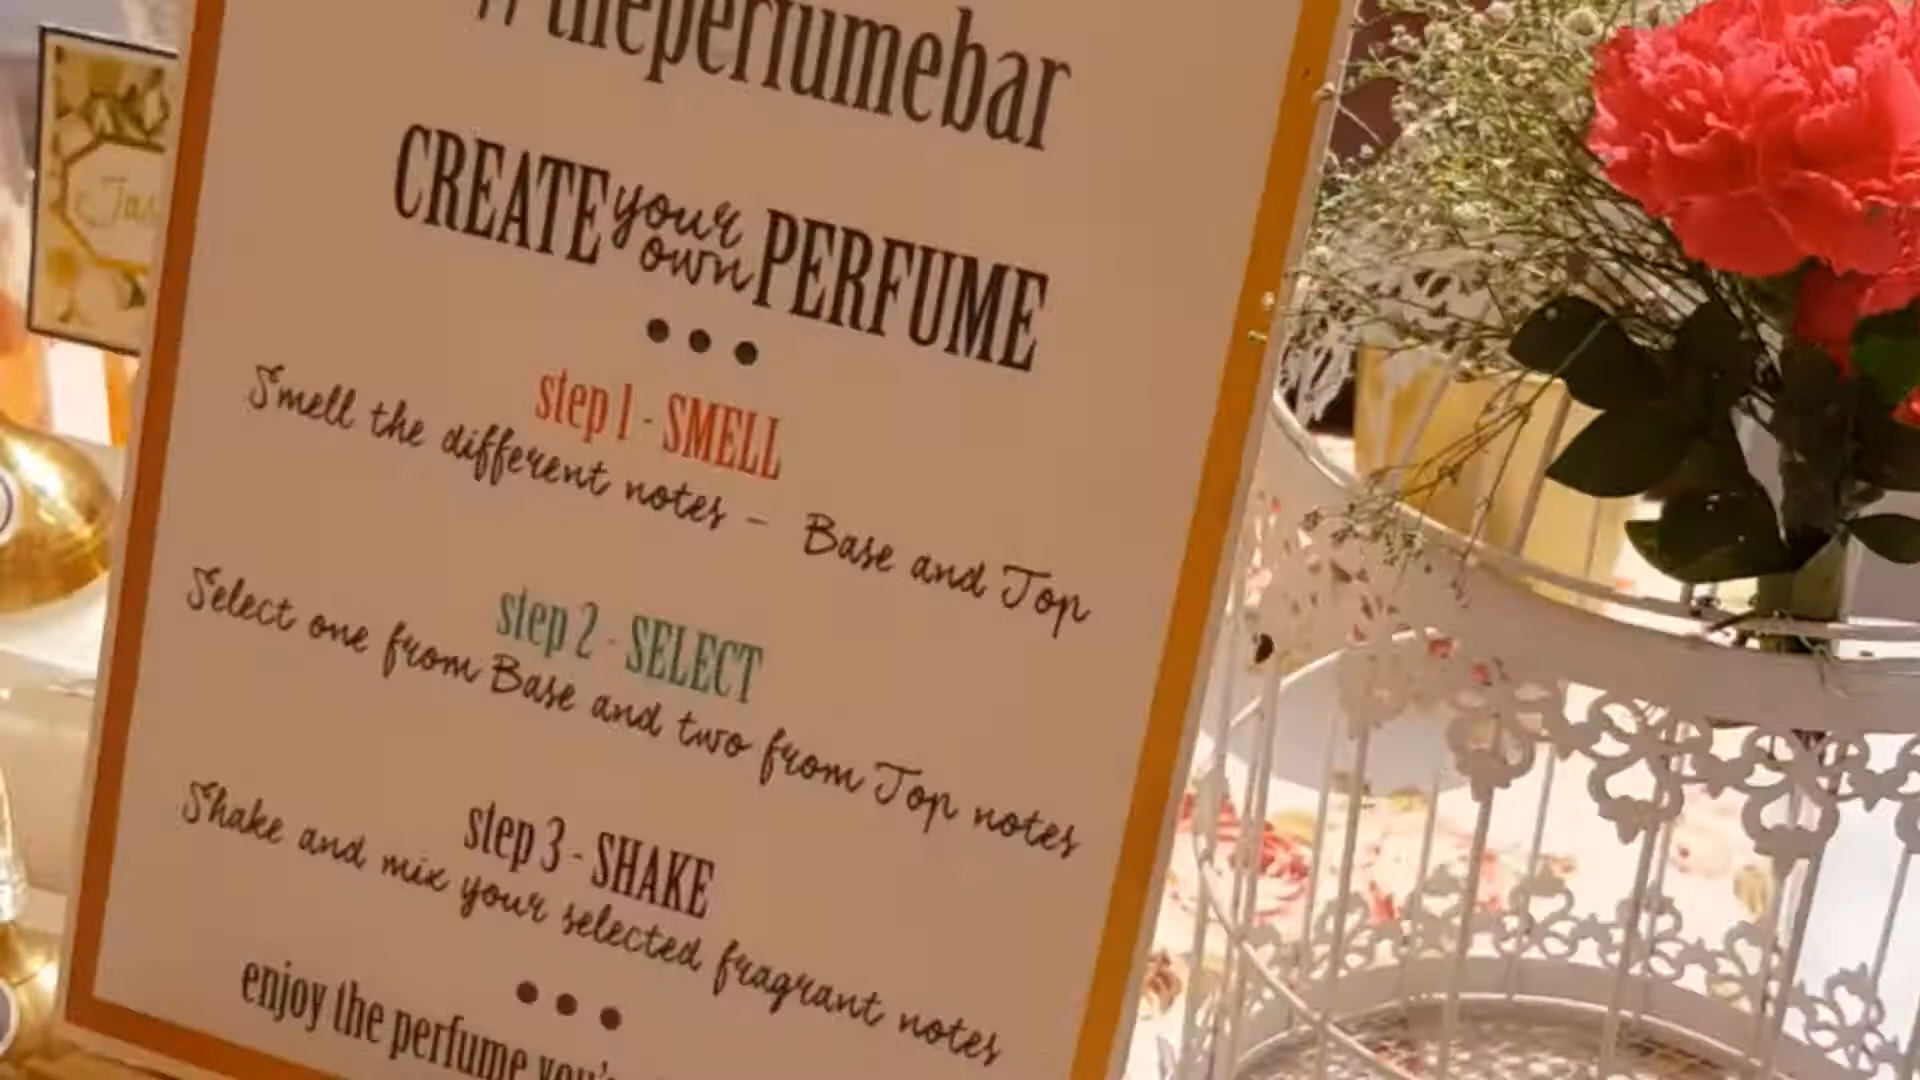 #theperfumebar
CREATE your own PERFUME
step 1 - SMELL
Smell the different notes - Base and Top
step 2 - SELECT
Select one from Base and two from Top notes
step 3 - SHAKE
Shake and mix your selected fragrant notes
enjoy the perfume